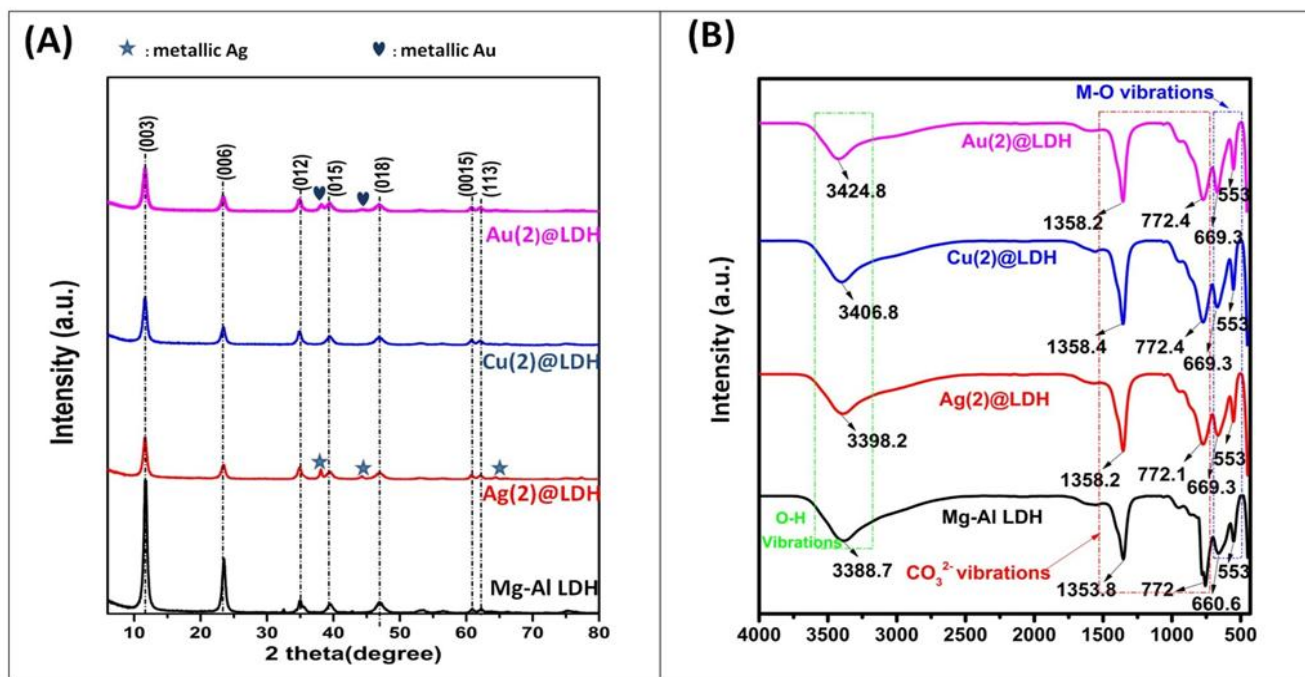 (A)
: metallic Ag
: metallic Au
(003)
(006)
(012)
(015)
(018)
(0015)
(113)
Au(2)@LDH
Cu(2)@LDH
Ag(2)@LDH
Mg-Al LDH
Intensity (a.u.)
10 20 30 40 50 60 70 80
2 theta(degree)
(B)
M-O vibrations
Au(2)@LDH
3424.8
1358.2
772.4
669.3
553
Cu(2)@LDH
3406.8
1358.4
772.4
669.3
553
Ag(2)@LDH
3398.2
1358.2
772.1
669.3
553
O-H
Vibrations
Mg-Al LDH
3388.7
CO₃²⁻ vibrations
1353.8
772
660.6
553
Intensity (a.u.)
4000 3500 3000 2500 2000 1500 1000 500